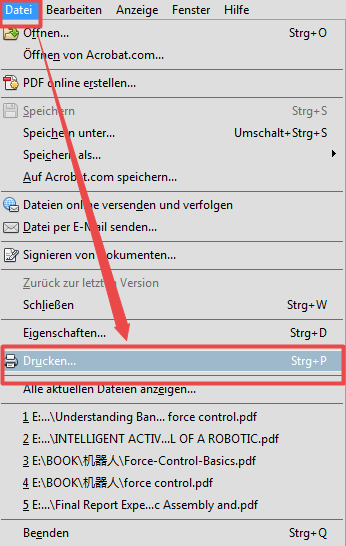 Datei Bearbeiten Anzeige Fenster Hilfe
Öffnen... Strg+O
Öffnen von Acrobat.com...
PDF online erstellen...
Speichern Strg+S
Speichern unter... Umschalt+Strg+S
Speichern als...
Auf Acrobat.com speichern...
Dateien online versenden und verfolgen
Datei per E-Mail senden...
Signieren von Dokumenten...
Zurück zur letzten Version
Schließen Strg+W
Eigenschaften... Strg+D
Drucken... Strg+P
Alle aktuellen Dateien anzeigen...
1 E:...\Understanding Ban... force control.pdf
2 E:...\INTELLIGENT ACTIV...L OF A ROBOTIC.pdf
3 E:\BOOK\机器人\Force-Control-Basics.pdf
4 E:\BOOK\机器人\force control.pdf
5 E:...\Final Report Expe...c Assembly and.pdf
Beenden Strg+Q